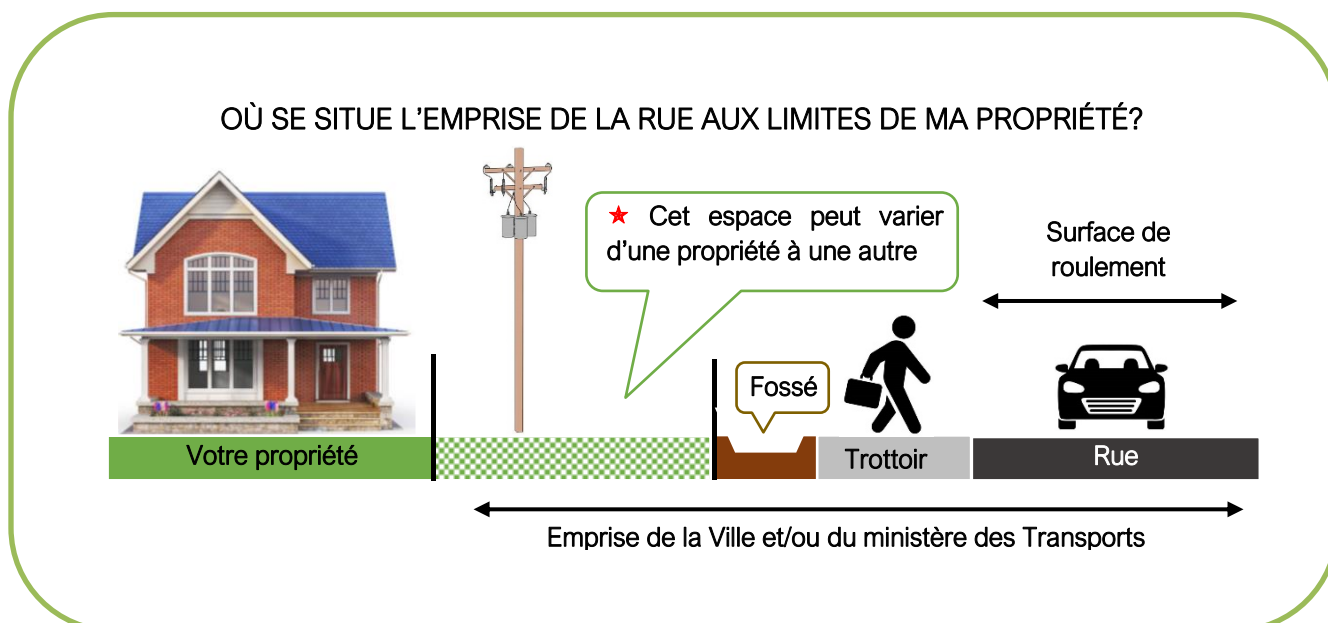 OÙ SE SITUE L’EMPRISE DE LA RUE AUX LIMITES DE MA PROPRIÉTÉ?
★ Cet espace peut varier
d’une propriété à une autre
Surface de
roulement
Fossé
Votre propriété
Trottoir
Rue
Emprise de la Ville et/ou du ministère des Transports